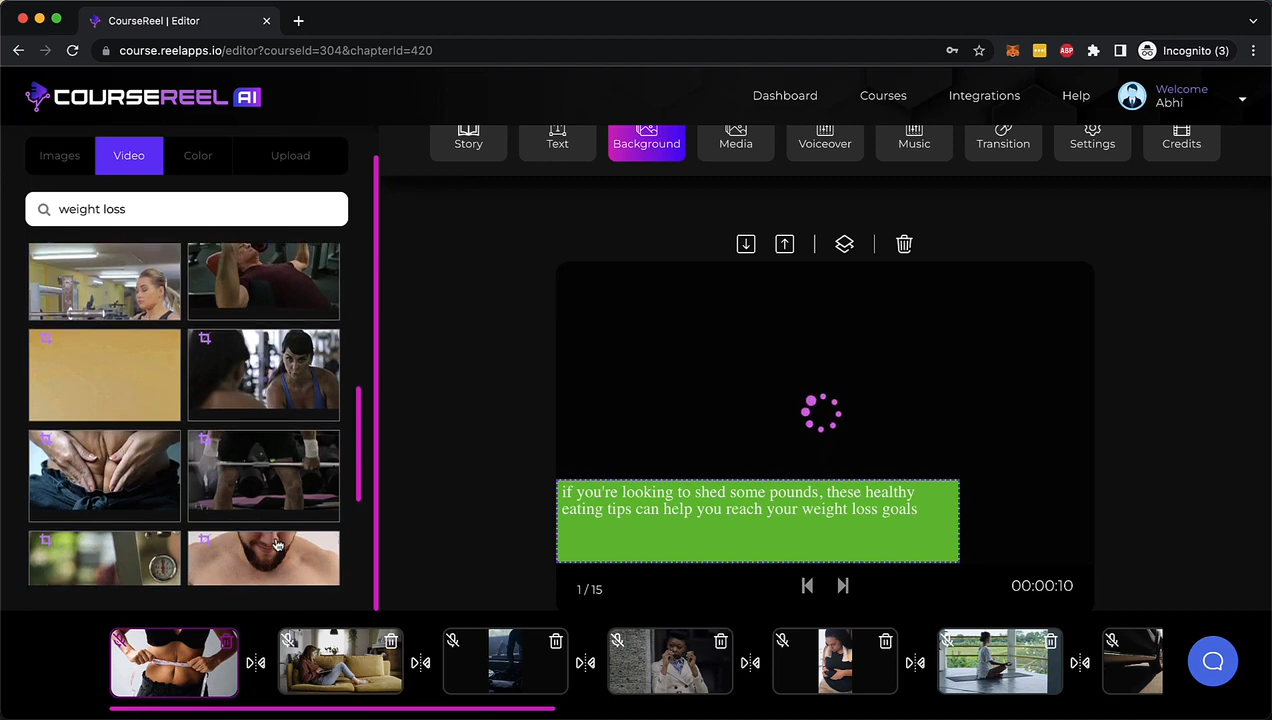 CourseReel | Editor
course.reelapps.io/editor?courseId=304&chapterId=420
ABP
Incognito (3)
COURSEREEL AI
Dashboard
Courses
Integrations
Help
Welcome
Abhi
Images
Video
Color
Upload
Story
Text
Background
Media
Voiceover
Music
Transition
Settings
Credits
weight loss
if you're looking to shed some pounds, these healthy
eating tips can help you reach your weight loss goals
1 / 15
00:00:10